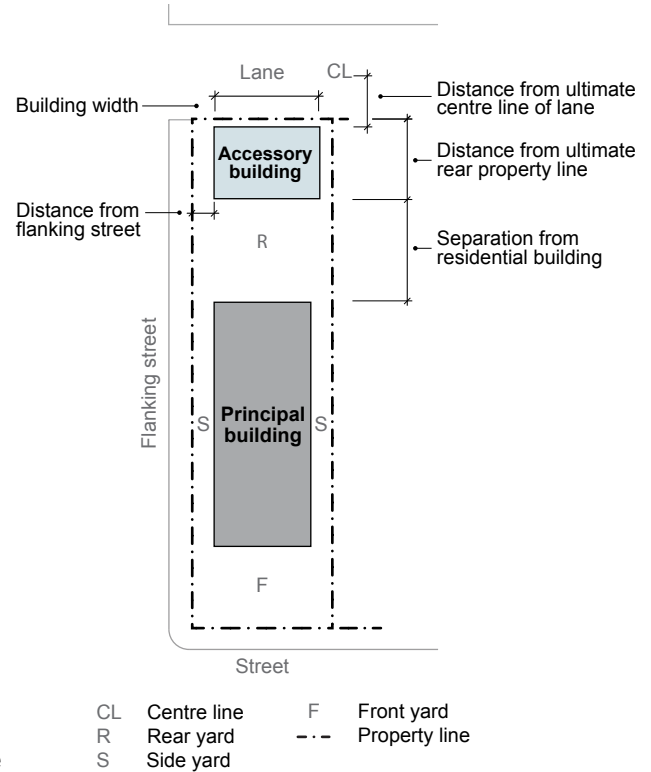 Lane
CL
Building width
Distance from ultimate
centre line of lane
Accessory
building
Distance from ultimate
rear property line
Distance from
flanking street
R
Separation from
residential building
Flanking street
S
Principal
building
S
F
Street
CL Centre line
F Front yard
R Rear yard
Property line
S Side yard